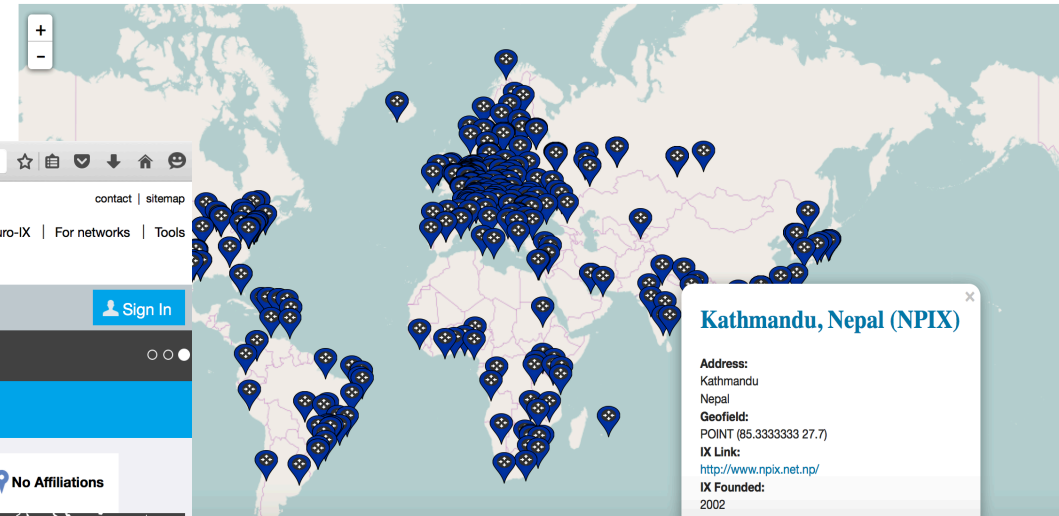 +
-
contact | sitemap
uro-IX | For networks | Tools
Sign In
No Affiliations
×
Kathmandu, Nepal (NPIX)
Address:
Kathmandu
Nepal
Geofield:
POINT (85.3333333 27.7)
IX Link:
http://www.npix.net.np/
IX Founded:
2002